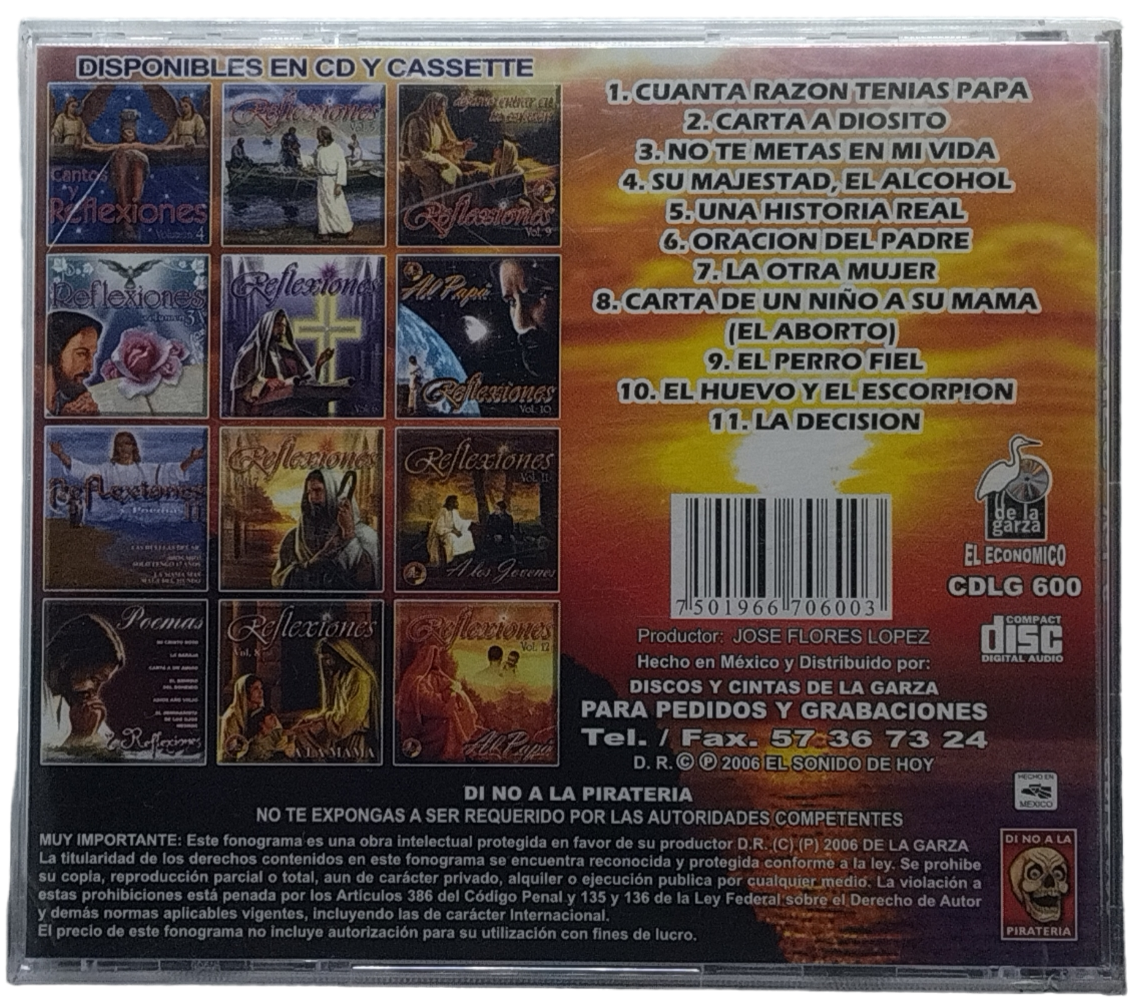 DISPONIBLES EN CD Y CASSETTE
Cantos
y
Reflexiones
Volumen 4
Reflexiones
Reflexiones
Vol. 9
Reflexiones
volumen 3
Reflexiones
Al Papá
Reflexiones
Vol. 10
Reflexiones
Reflexiones
Reflexiones
Vol. 11
A los Jovenes
Poemas
Reflexiones
Reflexiones
Vol. 8
A LA MAMA
Reflexiones
Vol. 12
Al Papá
1. CUANTA RAZON TENIAS PAPA
2. CARTA A DIOSITO
3. NO TE METAS EN MI VIDA
4. SU MAJESTAD, EL ALCOHOL
5. UNA HISTORIA REAL
6. ORACION DEL PADRE
7. LA OTRA MUJER
8. CARTA DE UN NIÑO A SU MAMA
(EL ABORTO)
9. EL PERRO FIEL
10. EL HUEVO Y EL ESCORPION
11. LA DECISION
de la
garza
EL ECONOMICO
CDLG 600
7 501966 706003
COMPACT
disc
DIGITAL AUDIO
Productor: JOSE FLORES LOPEZ
Hecho en México y Distribuido por:
DISCOS Y CINTAS DE LA GARZA
PARA PEDIDOS Y GRABACIONES
Tel. / Fax. 57 36 73 24
D. R. © ℗ 2006 EL SONIDO DE HOY
HECHO EN
MEXICO
DI NO A LA PIRATERIA
NO TE EXPONGAS A SER REQUERIDO POR LAS AUTORIDADES COMPETENTES
MUY IMPORTANTE: Este fonograma es una obra intelectual protegida en favor de su productor D.R. (C) (P) 2006 DE LA GARZA
La titularidad de los derechos contenidos en este fonograma se encuentra reconocida y protegida conforme a la ley. Se prohibe
su copia, reproducción parcial o total, aun de carácter privado, alquiler o ejecución publica por cualquier medio. La violación a
estas prohibiciones está penada por los Artículos 386 del Código Penal y 135 y 136 de la Ley Federal sobre el Derecho de Autor
y demás normas aplicables vigentes, incluyendo las de carácter Internacional.
El precio de este fonograma no incluye autorización para su utilización con fines de lucro.
DI NO A LA
PIRATERIA